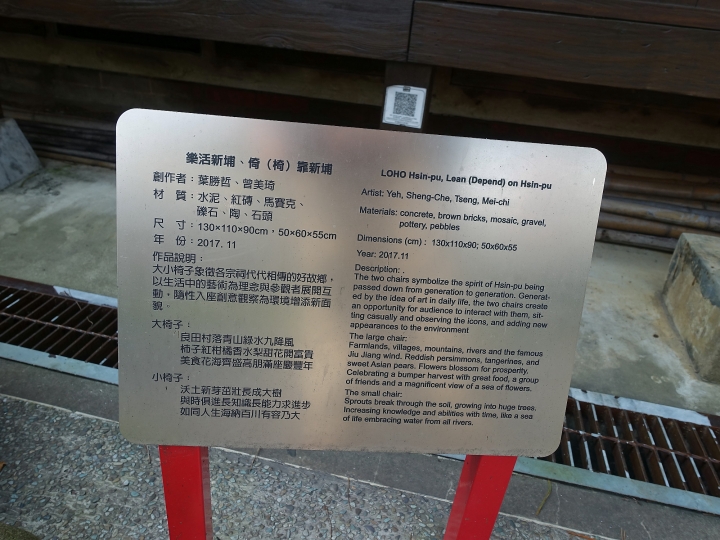 樂活新埔、倚（椅）靠新埔
創作者：葉勝哲、曾美琦
材　質：水泥、紅磚、馬賽克、
礫石、陶、石頭
尺　寸：130×110×90cm，50×60×55cm
年　份：2017. 11
作品說明：
大小椅子象徵各宗祠代代相傳的好故鄉，
以生活中的藝術為理念與參觀者展開互
動，隨性入座創意觀察為環境增添新面
貌。
大椅子：
良田村落青山綠水九降風
柿子紅柑橘香水梨甜花開富貴
美食花海齊盛高朋滿座慶豐年
小椅子：
沃土新芽茁壯長成大樹
與時俱進長知識長能力求進步
如同人生海納百川有容乃大
LOHO Hsin-pu, Lean (Depend) on Hsin-pu
Artist: Yeh, Sheng-Che, Tseng, Mei-chi
Materials: concrete, brown bricks, mosaic, gravel,
pottery, pebbles
Dimensions (cm) : 130x110x90; 50x60x55
Year: 2017.11
Description: .
The two chairs symbolize the spirit of Hsin-pu being
passed down from generation to generation. Generat-
ed by the idea of art in daily life, the two chairs create
an opportunity for audience to interact with them, sit-
ting casually and observing the icons, and adding new
appearances to the environment
The large chair:
Farmlands, villages, mountains, rivers and the famous
Jiu Jiang wind. Reddish persimmons, tangerines, and
sweet Asian pears. Flowers blossom for prosperity.
Celebrating a bumper harvest with great food, a group
of friends and a magnificent view of a sea of flowers.
The small chair:
Sprouts break through the soil, growing into huge trees.
Increasing knowledge and abilities with time, like a sea
of life embracing water from all rivers.